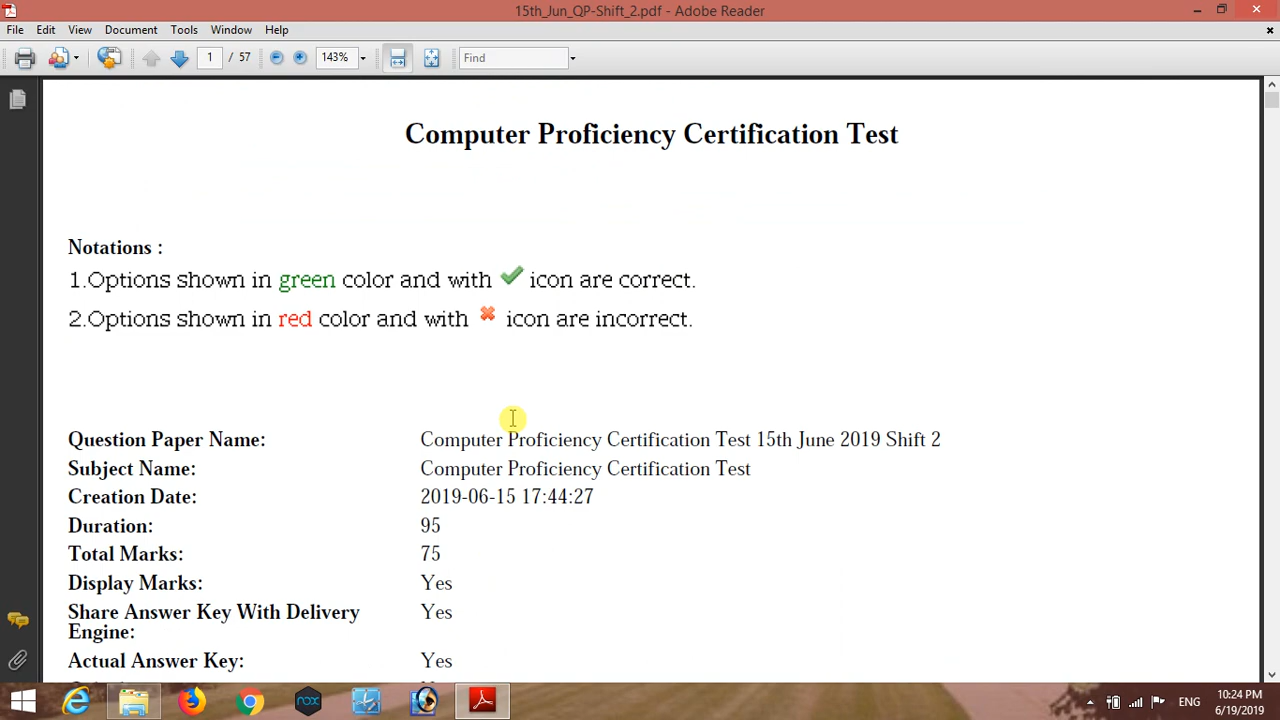 15th_Jun_QP-Shift_2.pdf - Adobe Reader
File Edit View Document Tools Window Help
1 / 57 143% Find
Computer Proficiency Certification Test
Notations :
1.Options shown in green color and with icon are correct.
2.Options shown in red color and with icon are incorrect.
Question Paper Name: Computer Proficiency Certification Test 15th June 2019 Shift 2
Subject Name: Computer Proficiency Certification Test
Creation Date: 2019-06-15 17:44:27
Duration: 95
Total Marks: 75
Display Marks: Yes
Share Answer Key With Delivery Yes
Engine:
Actual Answer Key: Yes
nox
ENG
10:24 PM
6/19/2019